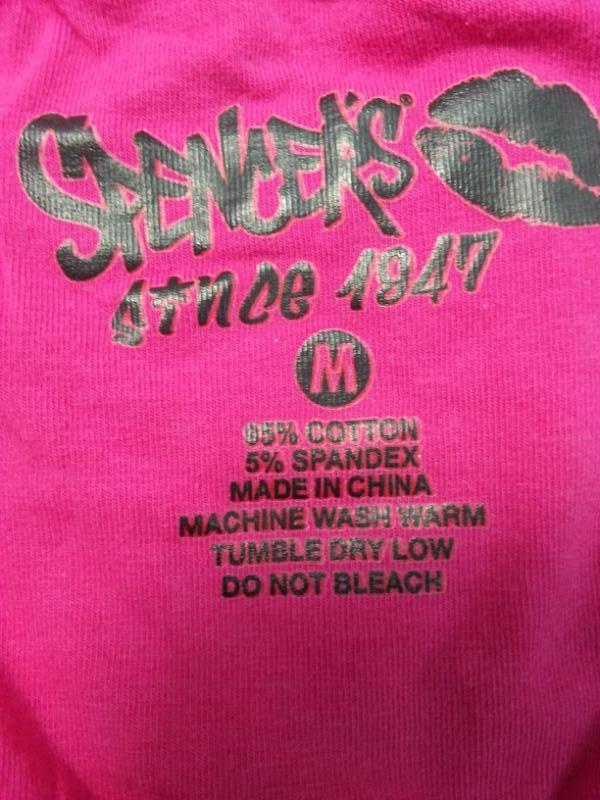 SPENCER'S®
since 1947
M
95% COTTON
5% SPANDEX
MADE IN CHINA
MACHINE WASH WARM
TUMBLE DRY LOW
DO NOT BLEACH